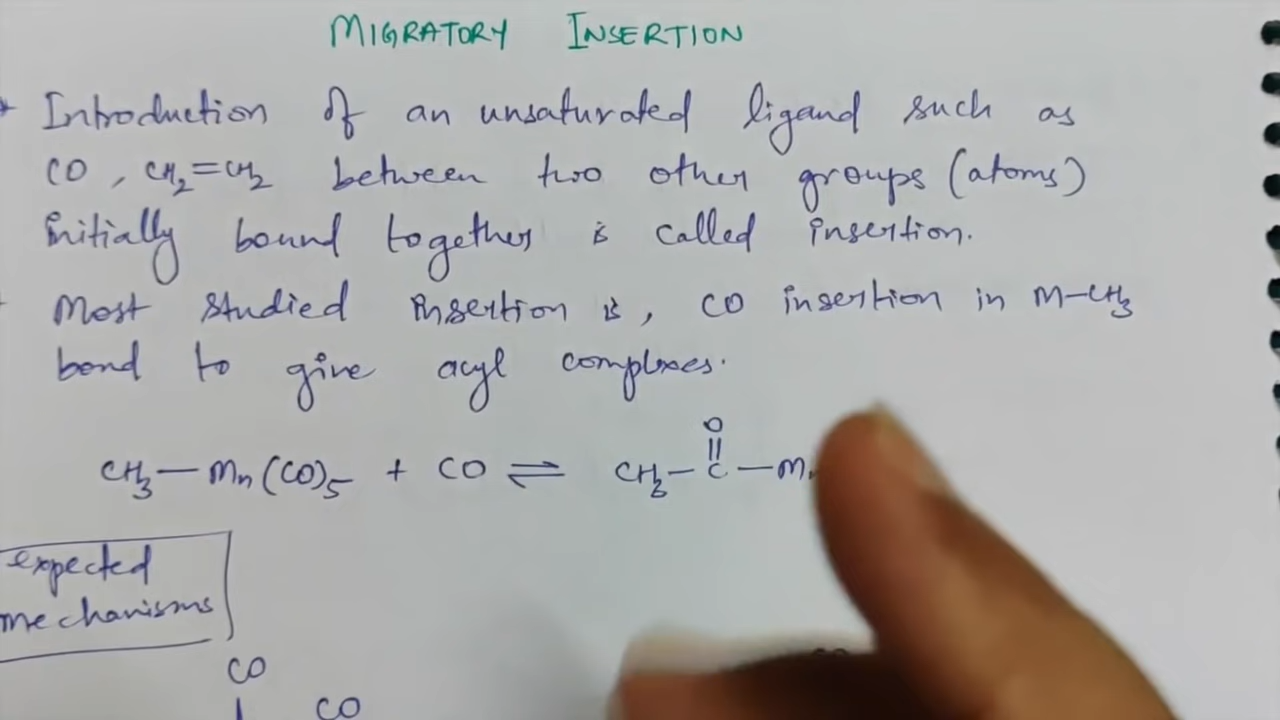 MIGRATORY INSERTION
Introduction of an unsaturated ligand such as
CO, CH2=CH2 between two other groups (atoms)
initially bound together is called insertion.
Most studied insertion is, CO insertion in M-CH3
bond to give acyl complxes.
O
CH3—Mn(CO)5 + CO ⇌ CH3—C—M
expected
mechanisms
CO
CO